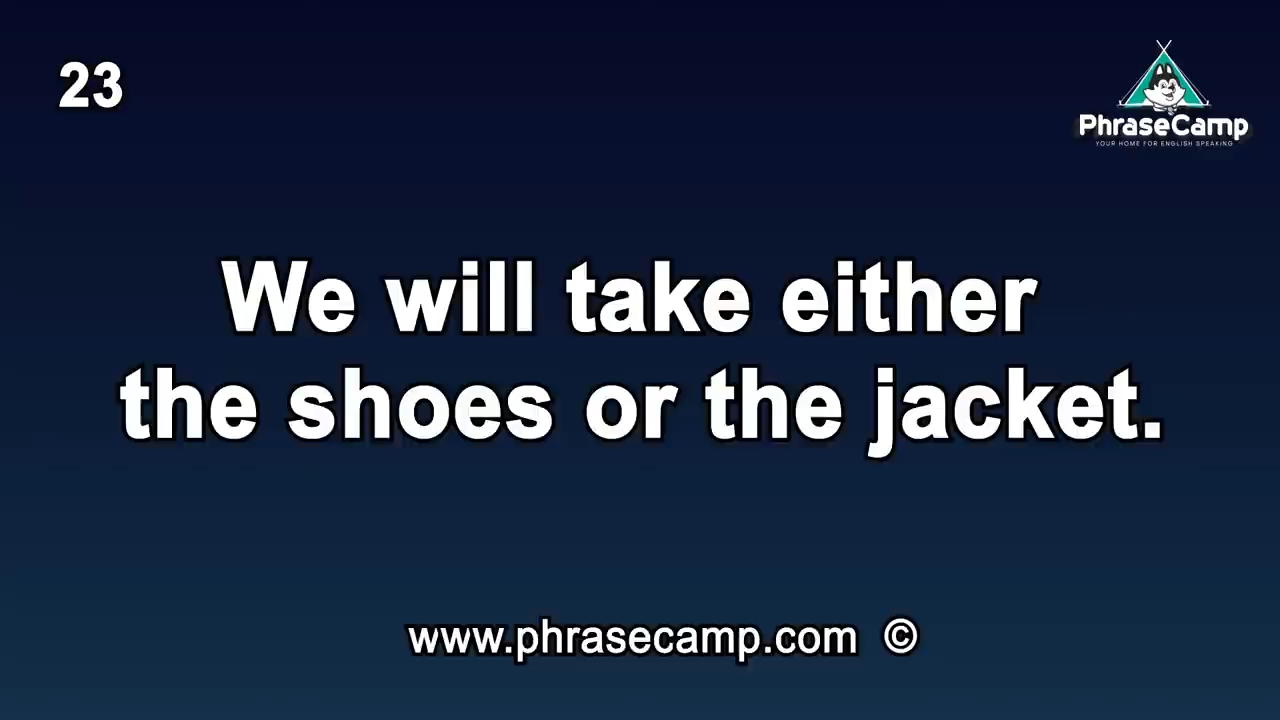 23
PhraseCamp
YOUR HOME FOR ENGLISH SPEAKING
We will take either
the shoes or the jacket.
www.phrasecamp.com ©